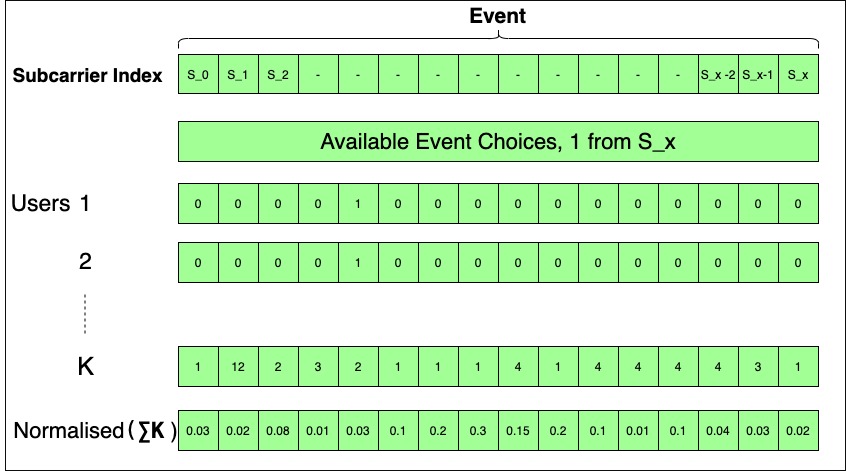 Event
Subcarrier Index S_0 S_1 S_2 - - - - - - - - - - S_x -2 S_x-1 S_x
Available Event Choices, 1 from S_x
Users 1 0 0 0 0 1 0 0 0 0 0 0 0 0 0 0 0
2 0 0 0 0 1 0 0 0 0 0 0 0 0 0 0 0
K 1 12 2 3 2 1 1 1 4 1 4 4 4 4 3 1
Normalised (∑K ) 0.03 0.02 0.08 0.01 0.03 0.1 0.2 0.3 0.15 0.2 0.1 0.01 0.1 0.04 0.03 0.02